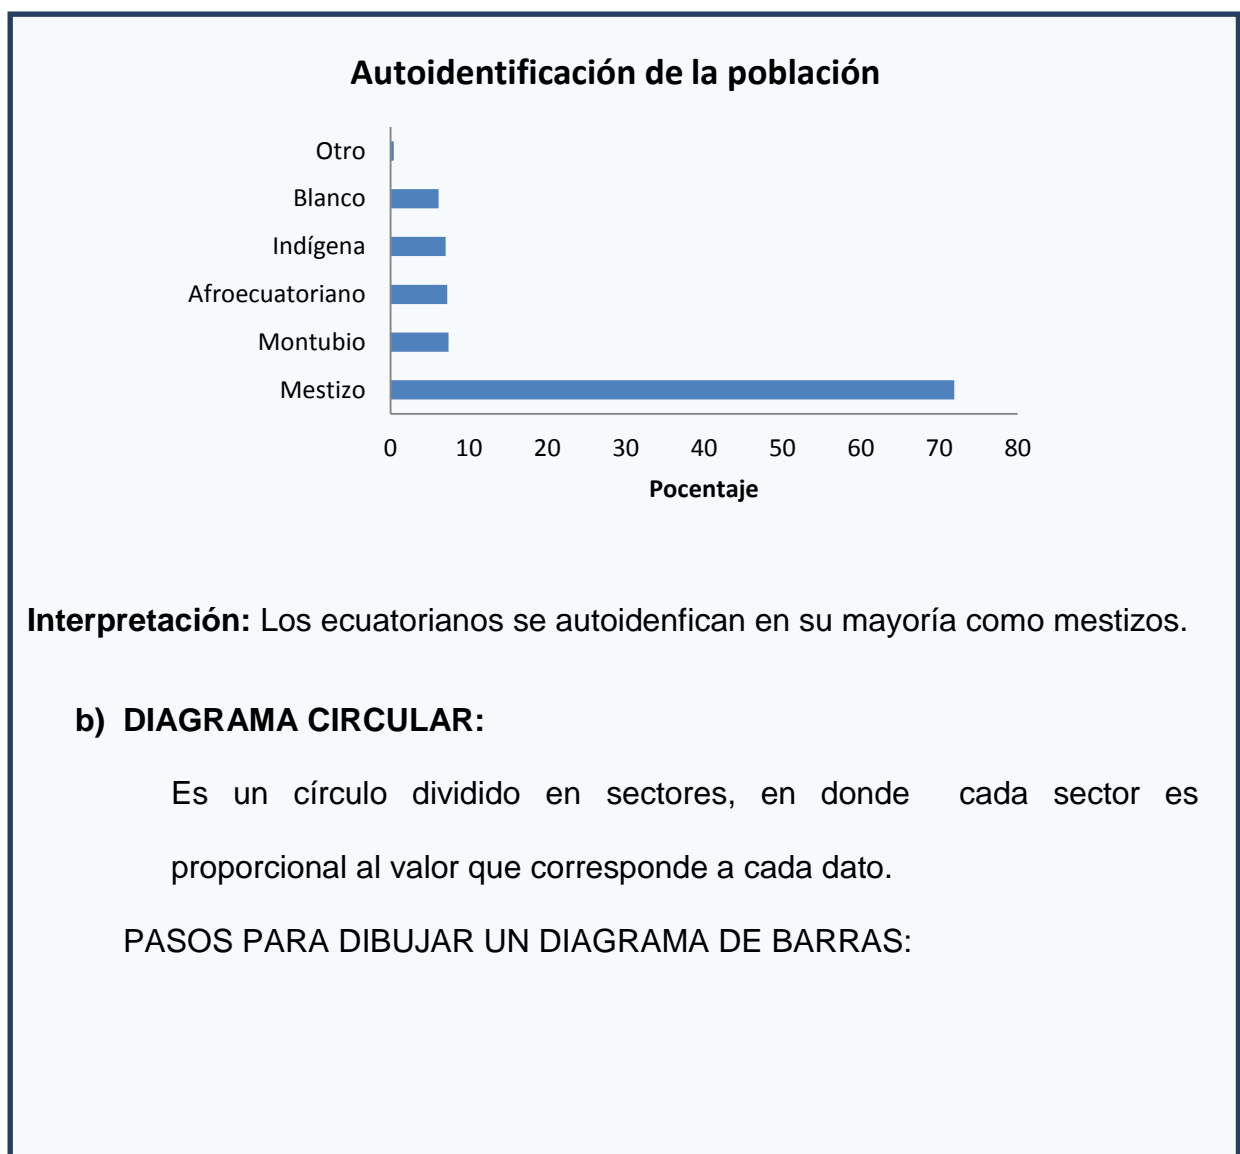 Autoidentificación de la población
Otro
Blanco
Indígena
Afroecuatoriano
Montubio
Mestizo
0 10 20 30 40 50 60 70 80
Pocentaje
Interpretación: Los ecuatorianos se autoidenfican en su mayoría como mestizos.
b) DIAGRAMA CIRCULAR:
Es un círculo dividido en sectores, en donde cada sector es
proporcional al valor que corresponde a cada dato.
PASOS PARA DIBUJAR UN DIAGRAMA DE BARRAS: